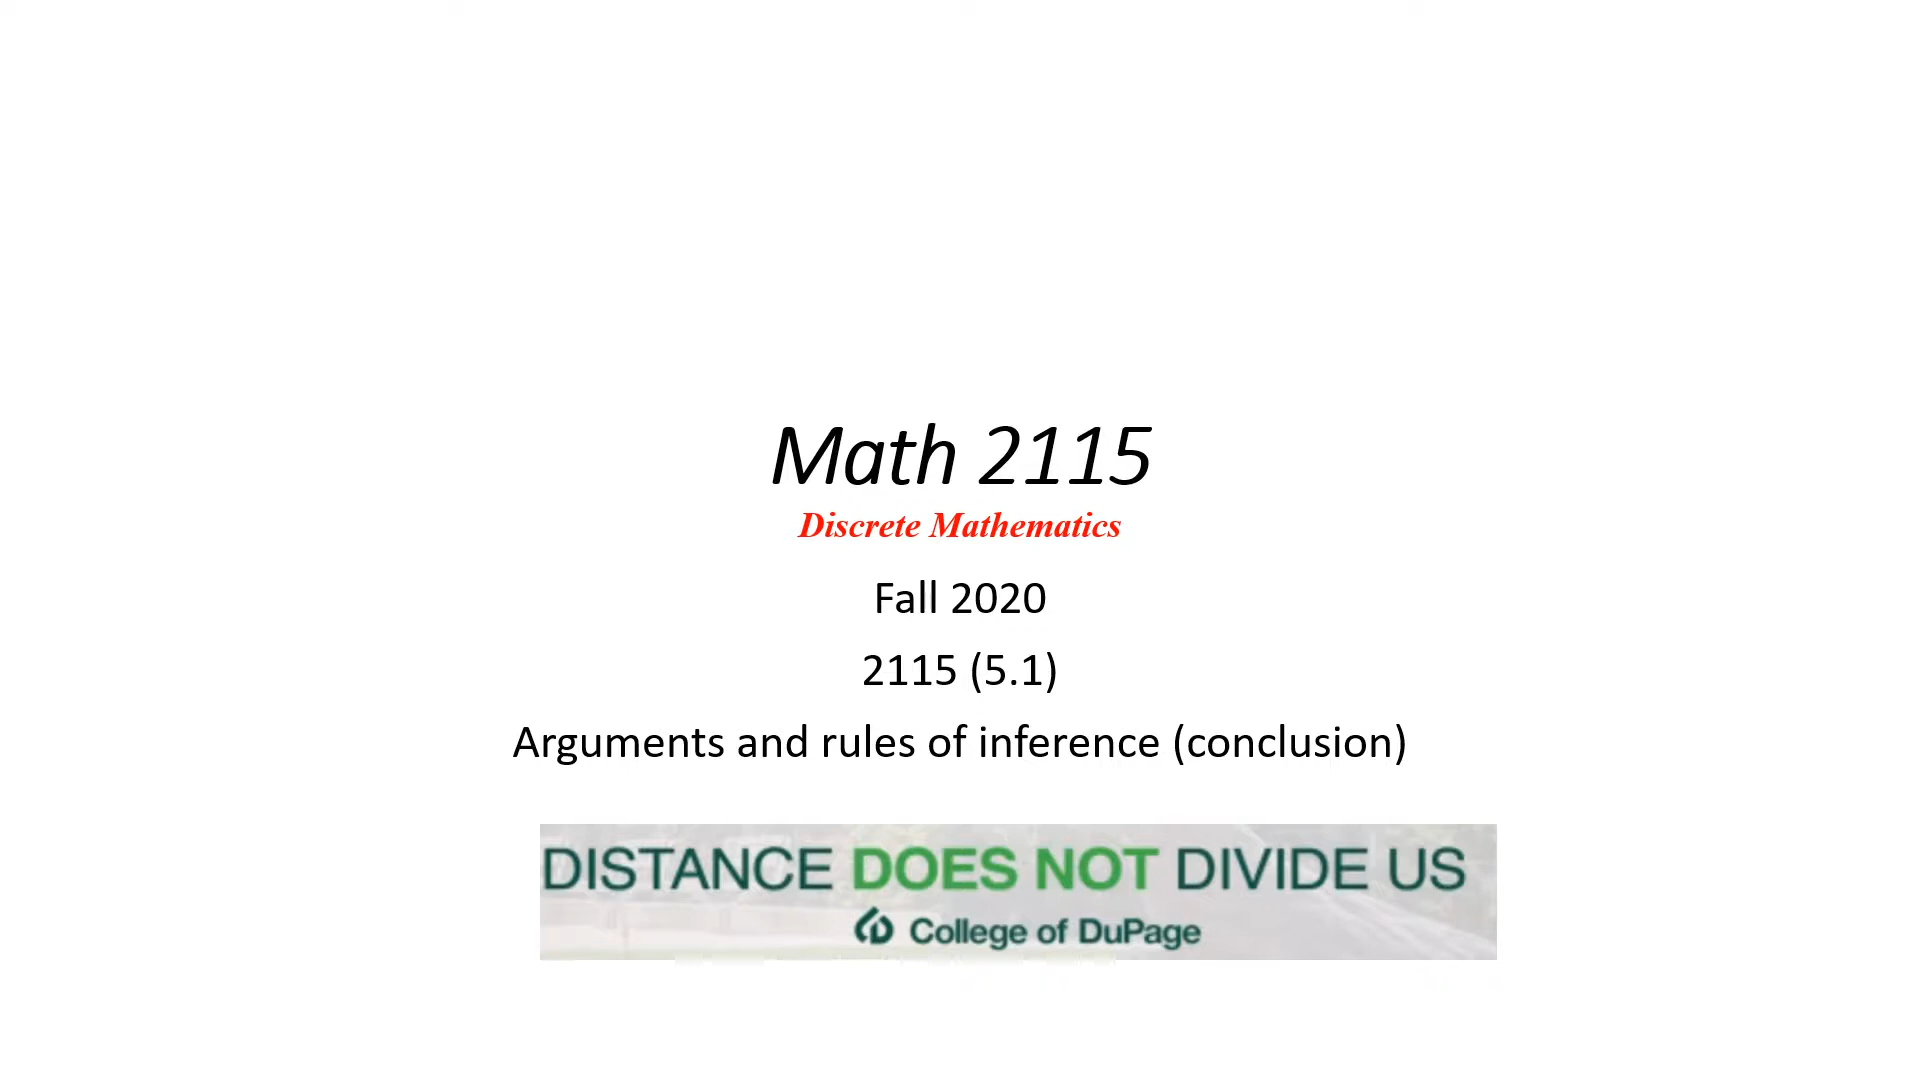 Math 2115
Discrete Mathematics
Fall 2020
2115 (5.1)
Arguments and rules of inference (conclusion)
DISTANCE DOES NOT DIVIDE US
College of DuPage